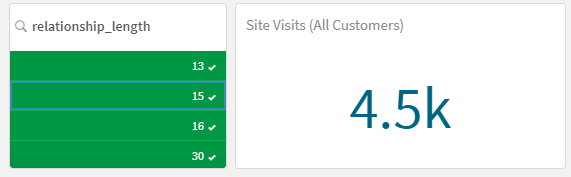 relationship_length
13
15
16
30
Site Visits (All Customers)
4.5k